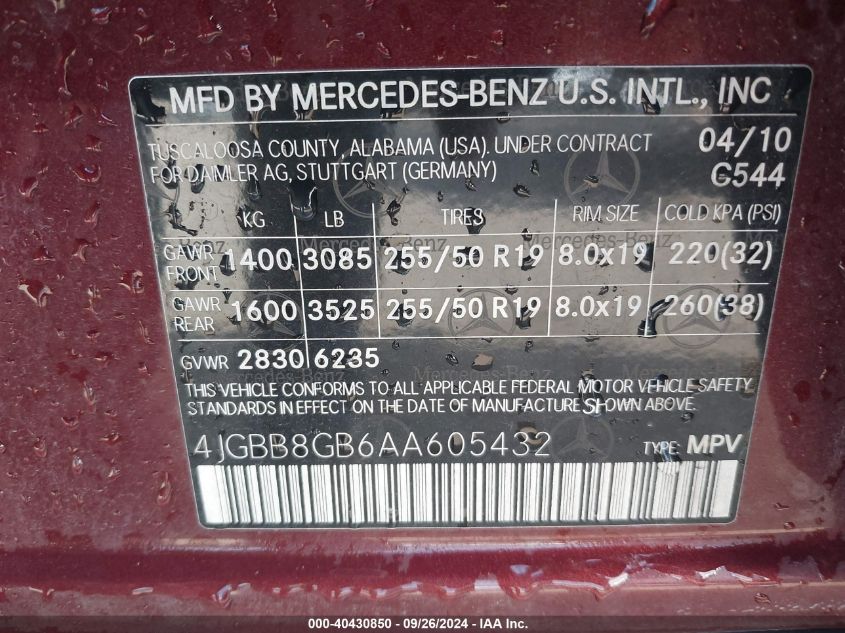 MFD BY MERCEDES-BENZ U.S. INTL., INC
TUSCALOOSA COUNTY, ALABAMA (USA). UNDER CONTRACT 04/10
FOR DAIMLER AG, STUTTGART (GERMANY) G544
KG LB TIRES RIM SIZE COLD KPA (PSI)
GAWR FRONT 1400 3085 255/50 R19 8.0x19 220(32)
GAWR REAR 1600 3525 255/50 R19 8.0x19 260(38)
GVWR 2830 6235
THIS VEHICLE CONFORMS TO ALL APPLICABLE FEDERAL MOTOR VEHICLE SAFETY
STANDARDS IN EFFECT ON THE DATE OF MANUFACTURE SHOWN ABOVE.
4JGBB8GB6AA605432 TYPE: MPV
000-40430850 - 09/26/2024 - IAA Inc.